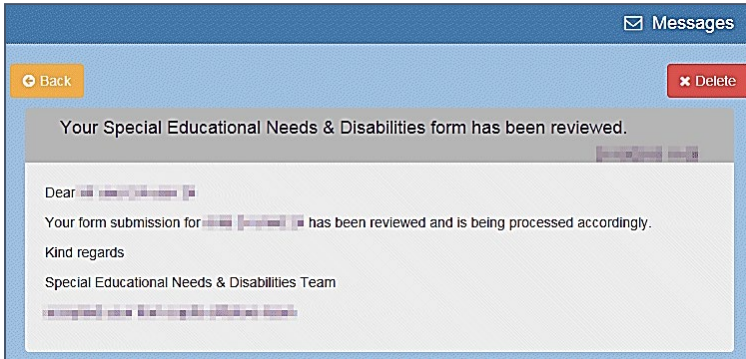 Messages
Back
Delete
Your Special Educational Needs & Disabilities form has been reviewed.
Dear
Your form submission for has been reviewed and is being processed accordingly.
Kind regards
Special Educational Needs & Disabilities Team